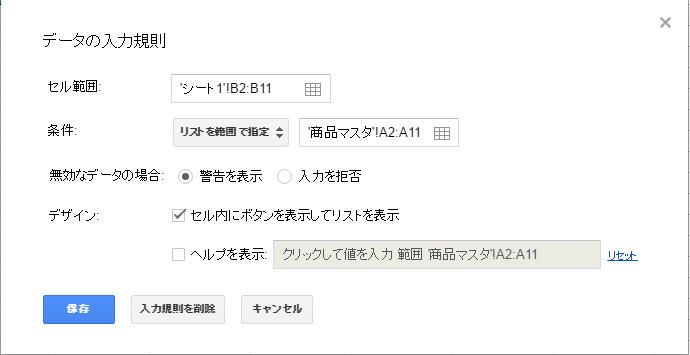 データの入力規則
セル範囲: 'シート1'!B2:B11
条件: リストを範囲で指定 '商品マスタ'!A2:A11
無効なデータの場合: 警告を表示 入力を拒否
デザイン: セル内にボタンを表示してリストを表示
ヘルプを表示: クリックして値を入力 範囲 '商品マスタ'!A2:A11 リセット
保存 入力規則を削除 キャンセル